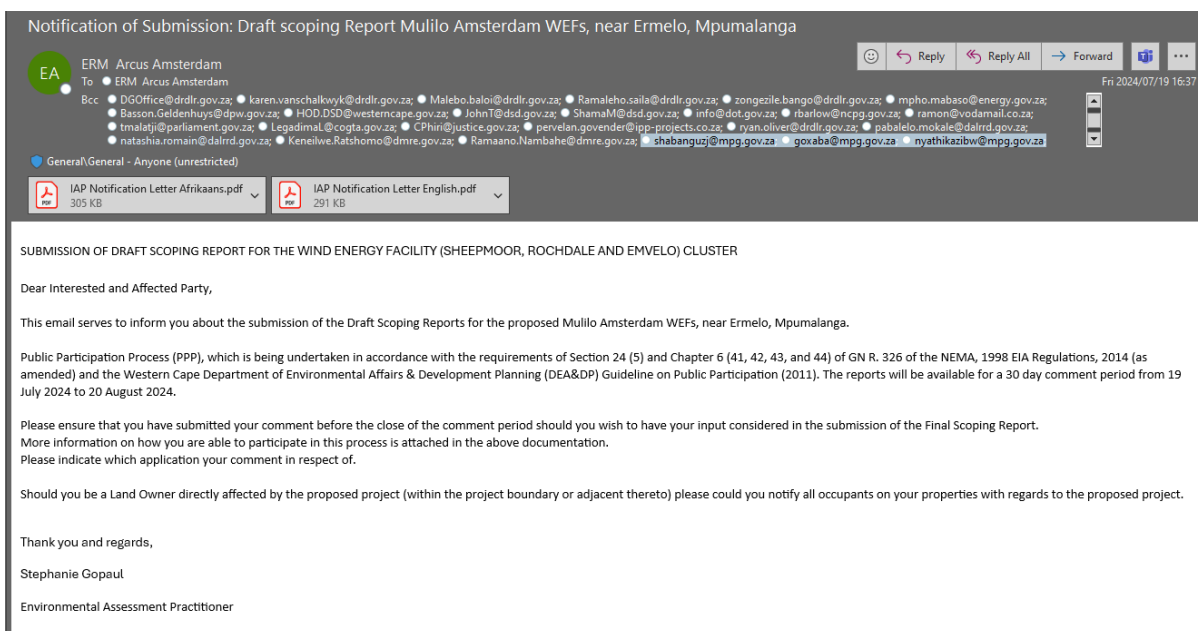 Notification of Submission: Draft scoping Report Mulilo Amsterdam WEFs, near Ermelo, Mpumalanga
EA
ERM Arcus Amsterdam
Reply
Reply All
Forward
To ERM Arcus Amsterdam
Fri 2024/07/19 16:37
Bcc DGOffice@drdlr.gov.za; karen.vanschalkwyk@drdlr.gov.za; Malebo.baloi@drdlr.gov.za; Ramaleho.saila@drdlr.gov.za; zongezile.bango@drdlr.gov.za; mpho.mabaso@energy.gov.za;
Basson.Geldenhuys@dpw.gov.za; HOD.DSD@westerncape.gov.za; JohnT@dsd.gov.za; ShamaM@dsd.gov.za; info@dot.gov.za; rbarlow@ncpg.gov.za; ramon@vodamail.co.za;
tmalatji@parliament.gov.za; LegadimaL@cogta.gov.za; CPhiri@justice.gov.za; pervelan.govender@ipp-projects.co.za; ryan.oliver@drdlr.gov.za; pabalelo.mokale@dalrrd.gov.za;
natashia.romain@dalrrd.gov.za; Keneilwe.Ratshomo@dmre.gov.za; Ramaano.Nambahe@dmre.gov.za; shabanguzj@mpg.gov.za goxaba@mpg.gov.za nyathikazibw@mpg.gov.za
General\General - Anyone (unrestricted)
IAP Notification Letter Afrikaans.pdf
305 KB
IAP Notification Letter English.pdf
291 KB
SUBMISSION OF DRAFT SCOPING REPORT FOR THE WIND ENERGY FACILITY (SHEEPMOOR, ROCHDALE AND EMVELO) CLUSTER
Dear Interested and Affected Party,
This email serves to inform you about the submission of the Draft Scoping Reports for the proposed Mulilo Amsterdam WEFs, near Ermelo, Mpumalanga.
Public Participation Process (PPP), which is being undertaken in accordance with the requirements of Section 24 (5) and Chapter 6 (41, 42, 43, and 44) of GN R. 326 of the NEMA, 1998 EIA Regulations, 2014 (as
amended) and the Western Cape Department of Environmental Affairs & Development Planning (DEA&DP) Guideline on Public Participation (2011). The reports will be available for a 30 day comment period from 19
July 2024 to 20 August 2024.
Please ensure that you have submitted your comment before the close of the comment period should you wish to have your input considered in the submission of the Final Scoping Report.
More information on how you are able to participate in this process is attached in the above documentation.
Please indicate which application your comment in respect of.
Should you be a Land Owner directly affected by the proposed project (within the project boundary or adjacent thereto) please could you notify all occupants on your properties with regards to the proposed project.
Thank you and regards,
Stephanie Gopaul
Environmental Assessment Practitioner